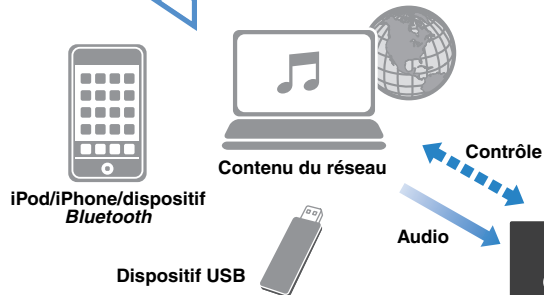 Contrôle
Contenu du réseau
iPod/iPhone/dispositif
Bluetooth
Audio
Dispositif USB